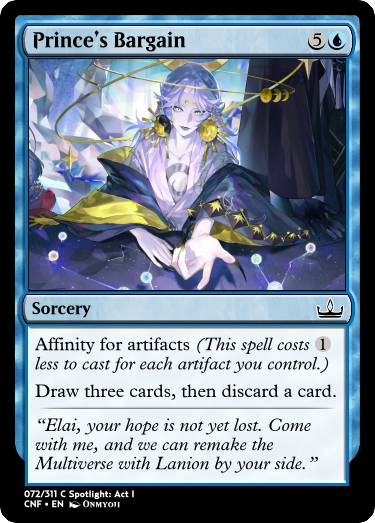 Prince's Bargain 5
Sorcery
Affinity for artifacts (This spell costs 1
less to cast for each artifact you control.)
Draw three cards, then discard a card.
“Elai, your hope is not yet lost. Come
with me, and we can remake the
Multiverse with Lanion by your side.”
072/311 C Spotlight: Act I
CNF • EN Onmyoji